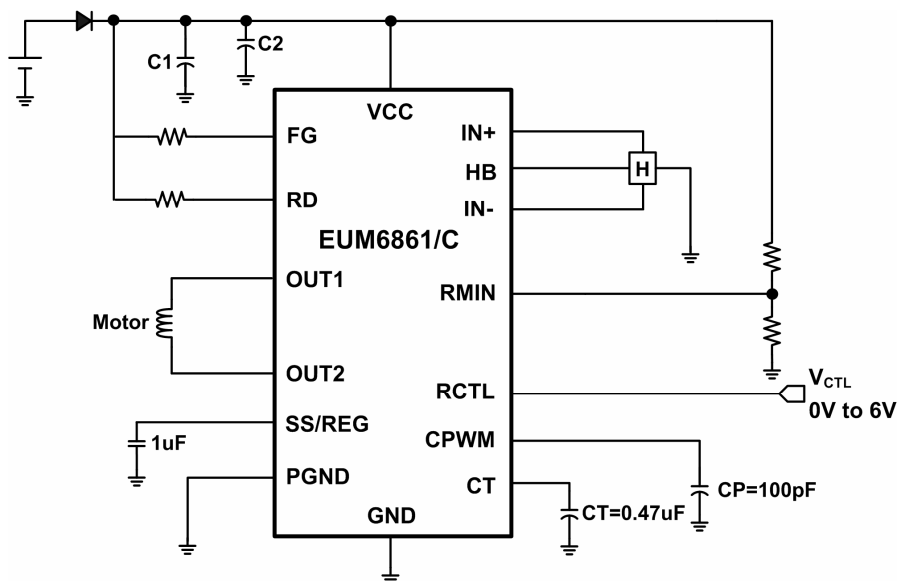 C1
C2
VCC
FG
IN+
HB
H
RD
IN-
EUM6861/C
OUT1
RMIN
Motor
OUT2
RCTL
VCTL
0V to 6V
SS/REG
1uF
CPWM
PGND
CT
CP=100pF
CT=0.47uF
GND